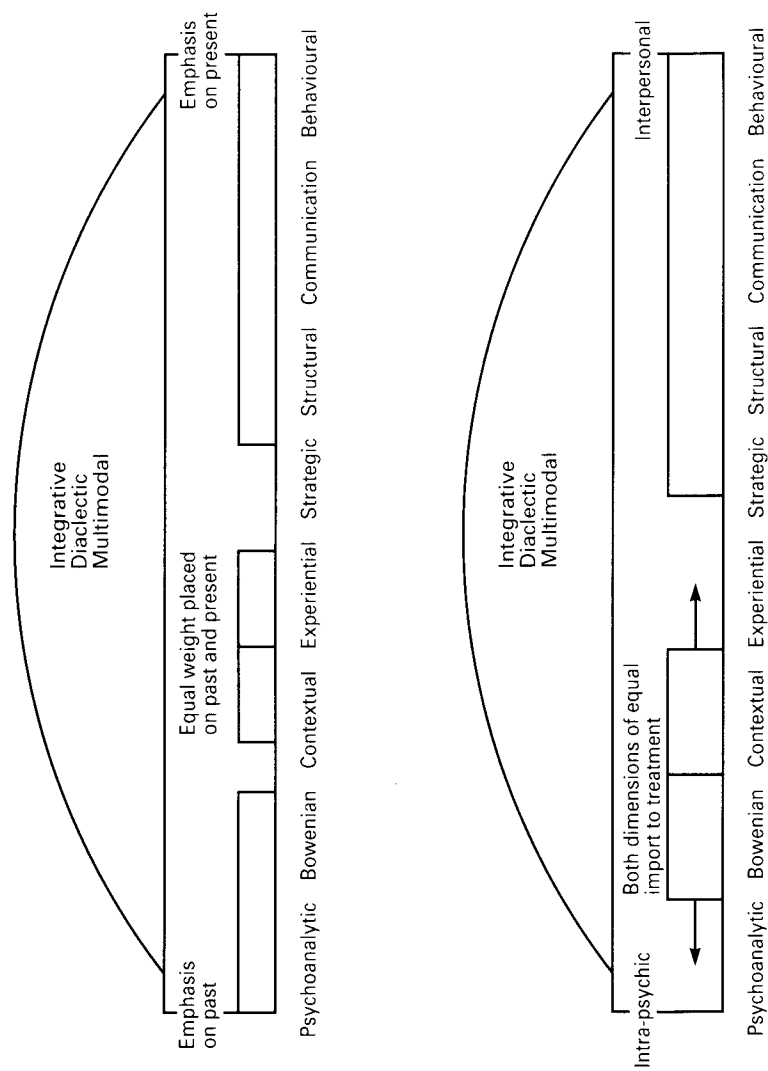 Integrative
Diaclectic
Multimodal
Emphasis
on past
Equal weight placed
on past and present
Emphasis
on present
Psychoanalytic Bowenian Contextual Experiential Strategic Structural Communication Behavioural
Integrative
Diaclectic
Multimodal
Intra-psychic
Both dimensions of equal
import to treatment
Interpersonal
Psychoanalytic Bowenian Contextual Experiential Strategic Structural Communication Behavioural